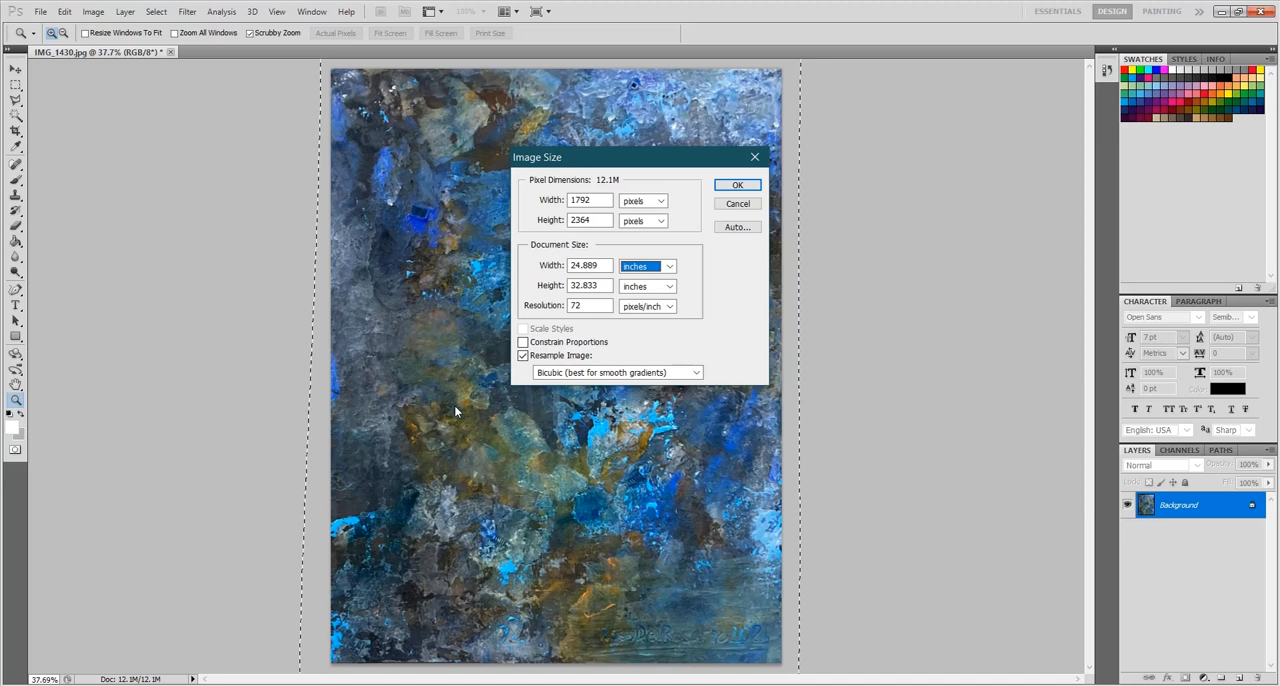 Ps File Edit Image Layer Select Filter Analysis 3D View Window Help 100% ESSENTIALS DESIGN PAINTING
Resize Windows To Fit Zoom All Windows Scrubby Zoom Actual Pixels Fit Screen Fill Screen Print Size
IMG_1430.jpg @ 37.7% (RGB/8*) *
SWATCHES STYLES INFO
Image Size
Pixel Dimensions: 12.1M
Width: 1792 pixels
Height: 2364 pixels
OK
Cancel
Auto...
Document Size:
Width: 24.889 inches
Height: 32.833 inches
Resolution: 72 pixels/inch
Scale Styles
Constrain Proportions
Resample Image:
Bicubic (best for smooth gradients)
CHARACTER PARAGRAPH
Open Sans Semib...
7 pt (Auto)
Metrics 0
100% 100%
0 pt Color:
T T TT Tr T¹ T₁ T T
English: USA aa Sharp
LAYERS CHANNELS PATHS
Normal Opacity: 100%
Lock: Fill: 100%
Background
37.69% Doc: 12.1M/12.1M